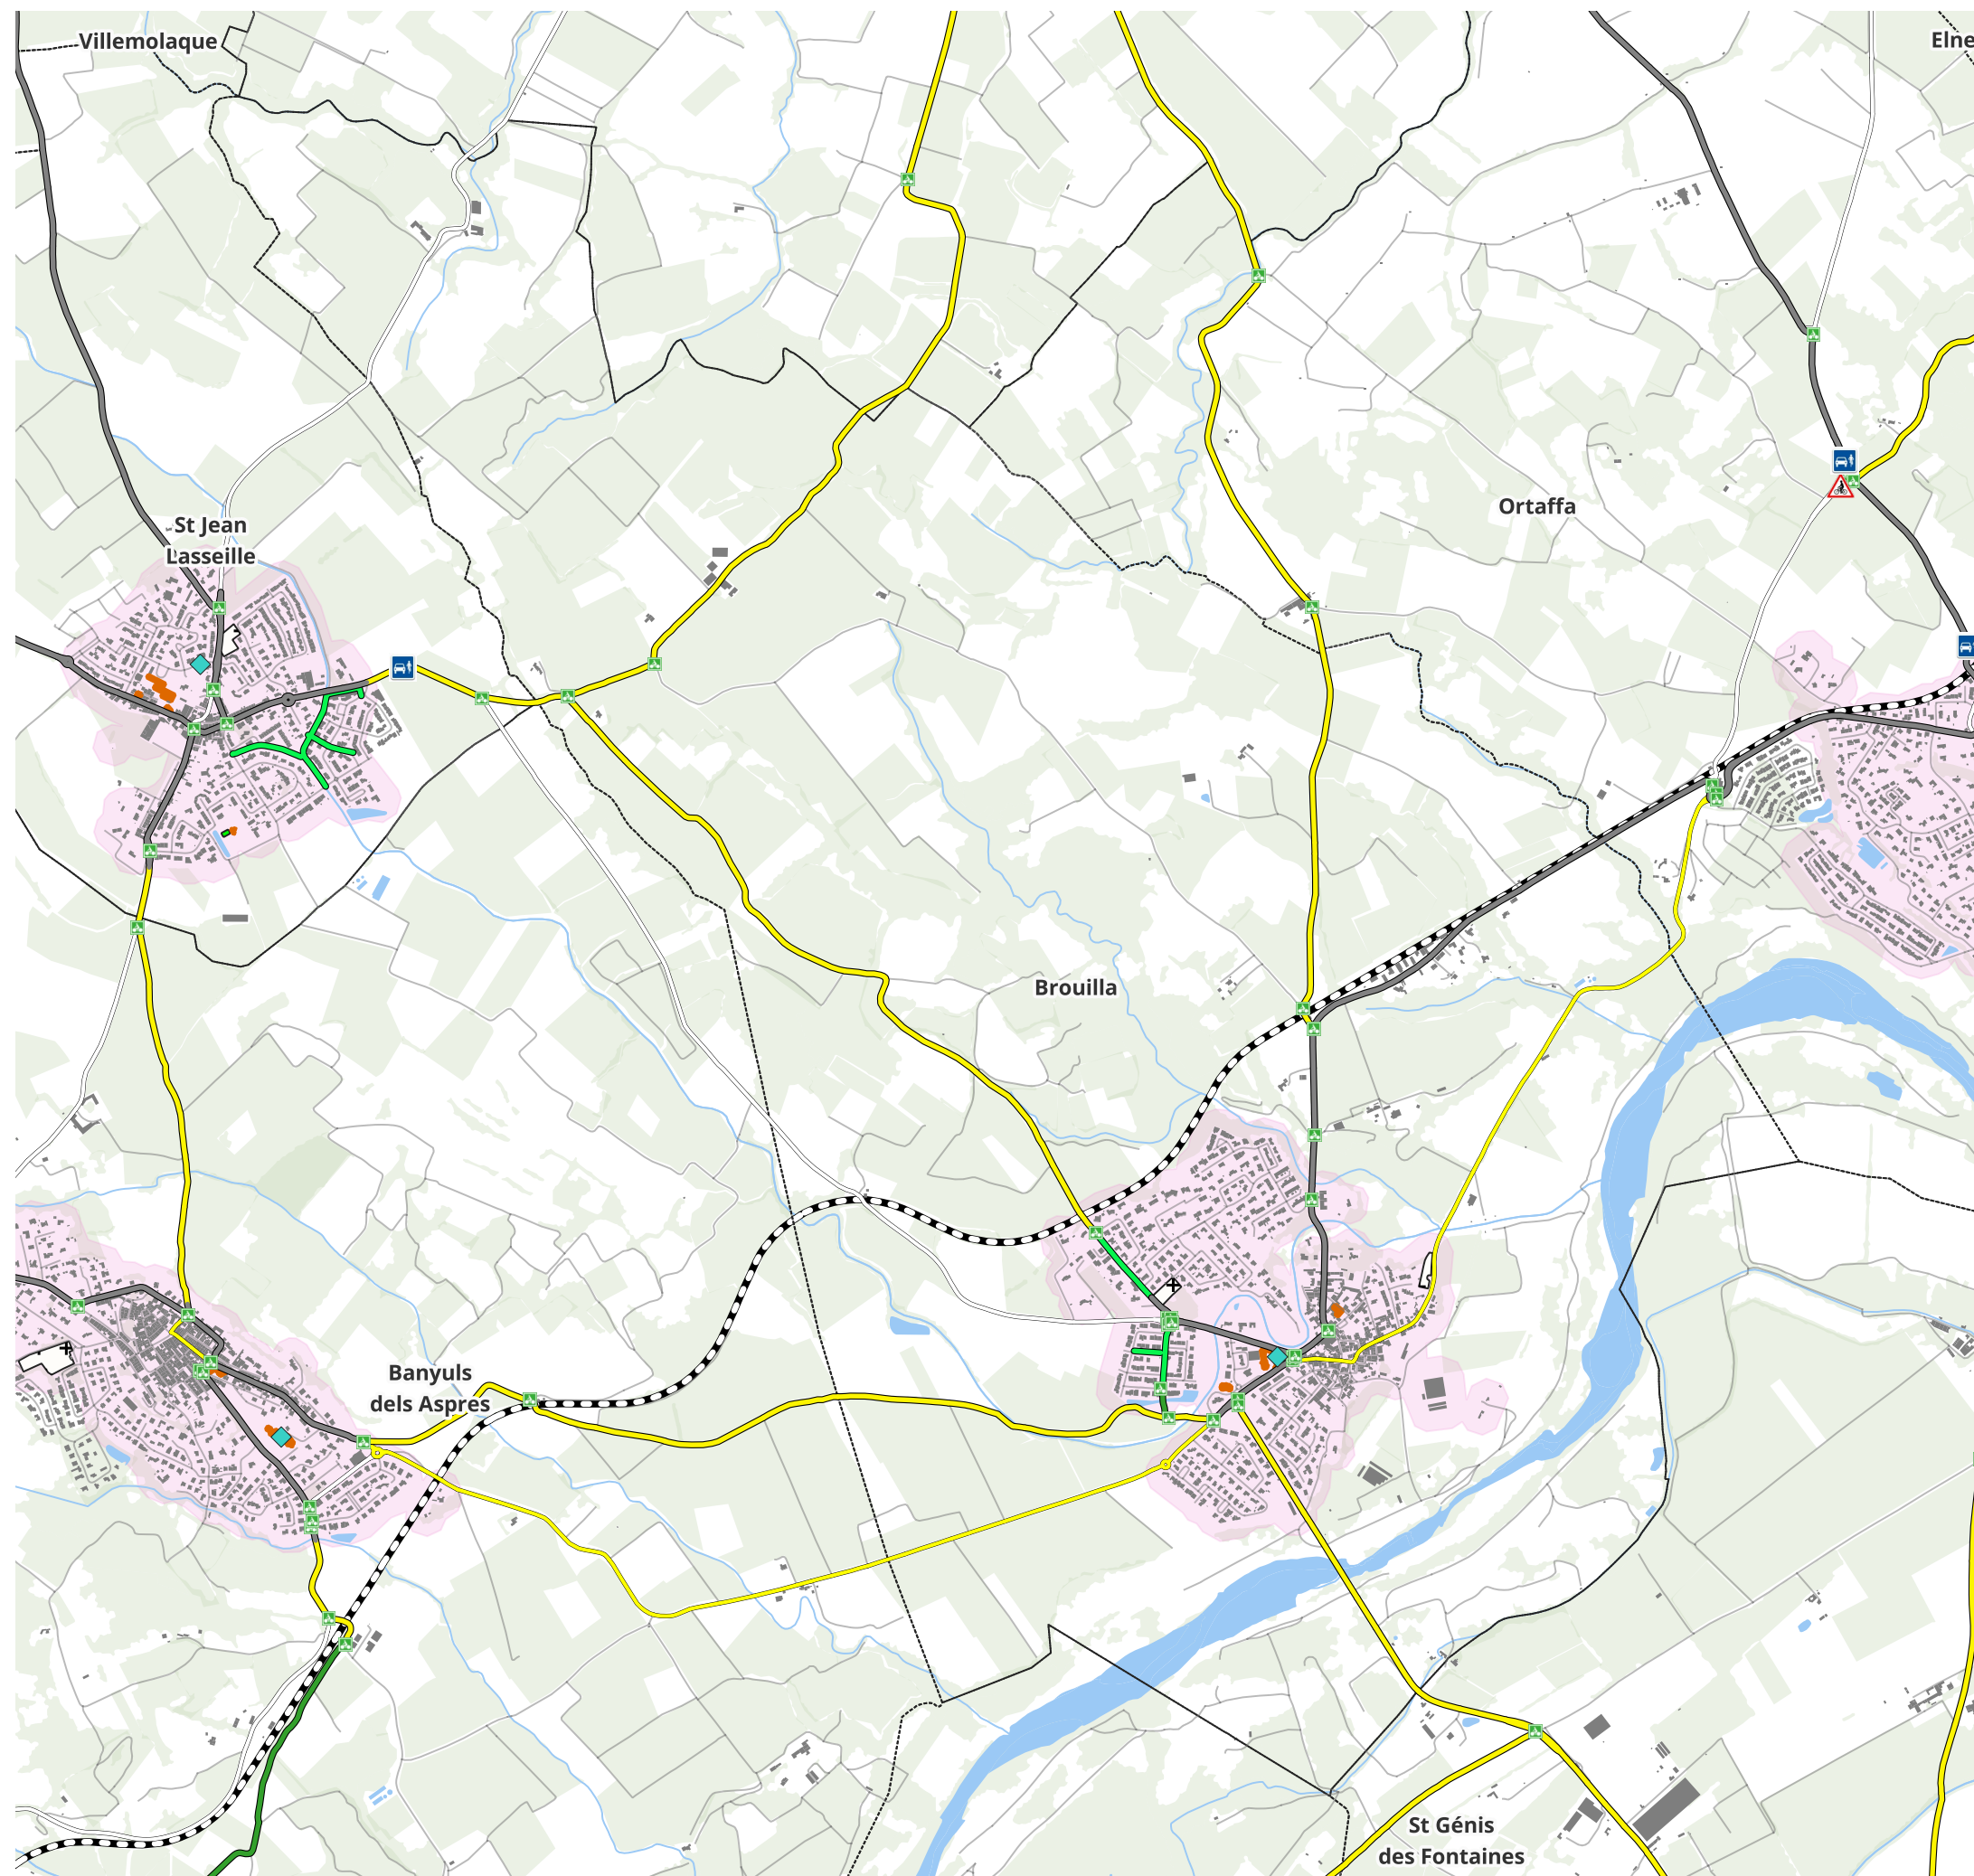 Villemolaque
Elne
St Jean
Lasseille
Ortaffa
Brouilla
Banyuls
dels Aspres
St Génis
des Fontaines